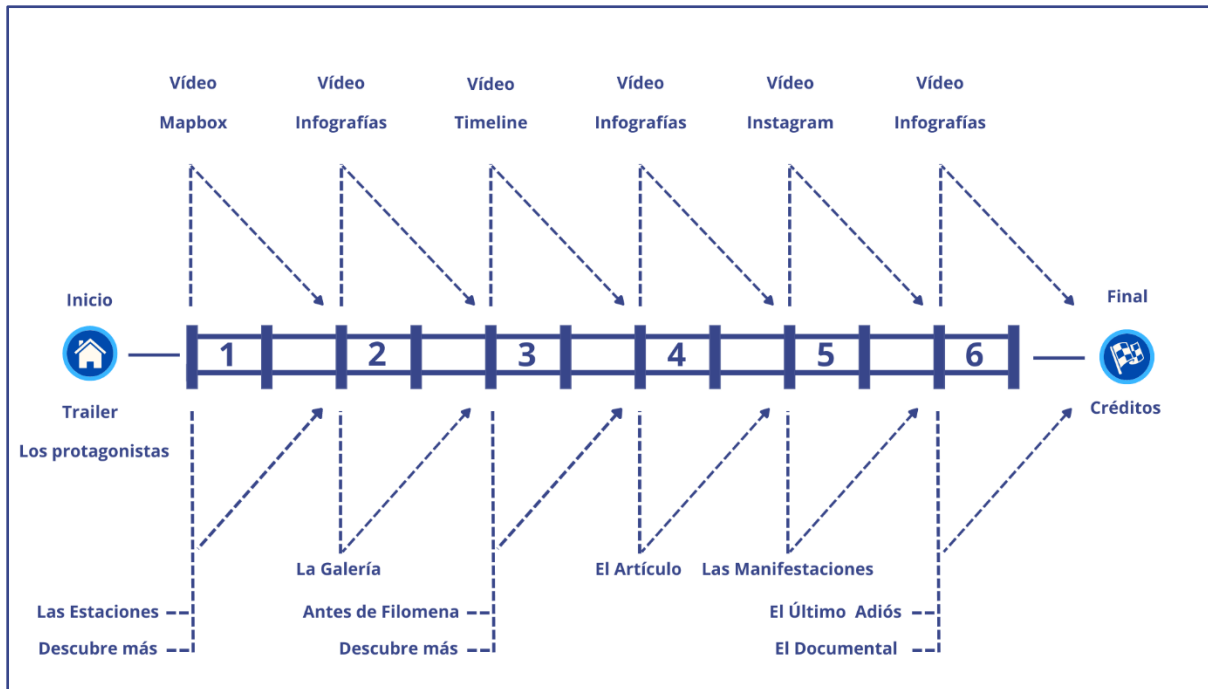 Vídeo
Mapbox
Vídeo
Infografías
Vídeo
Timeline
Vídeo
Infografías
Vídeo
Instagram
Vídeo
Infografías
Inicio
Trailer
Los protagonistas
1
2
3
4
5
6
Final
Créditos
Las Estaciones
Descubre más
La Galería
Antes de Filomena
Descubre más
El Artículo
Las Manifestaciones
El Último Adiós
El Documental